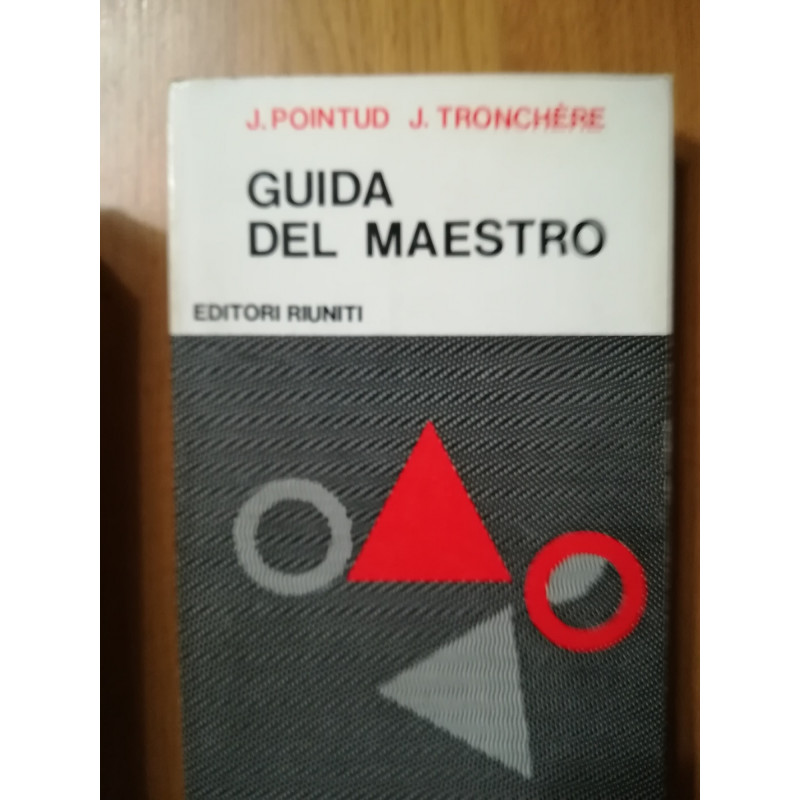 J. POINTUD J. TRONCHÈRE
GUIDA
DEL MAESTRO
EDITORI RIUNITI